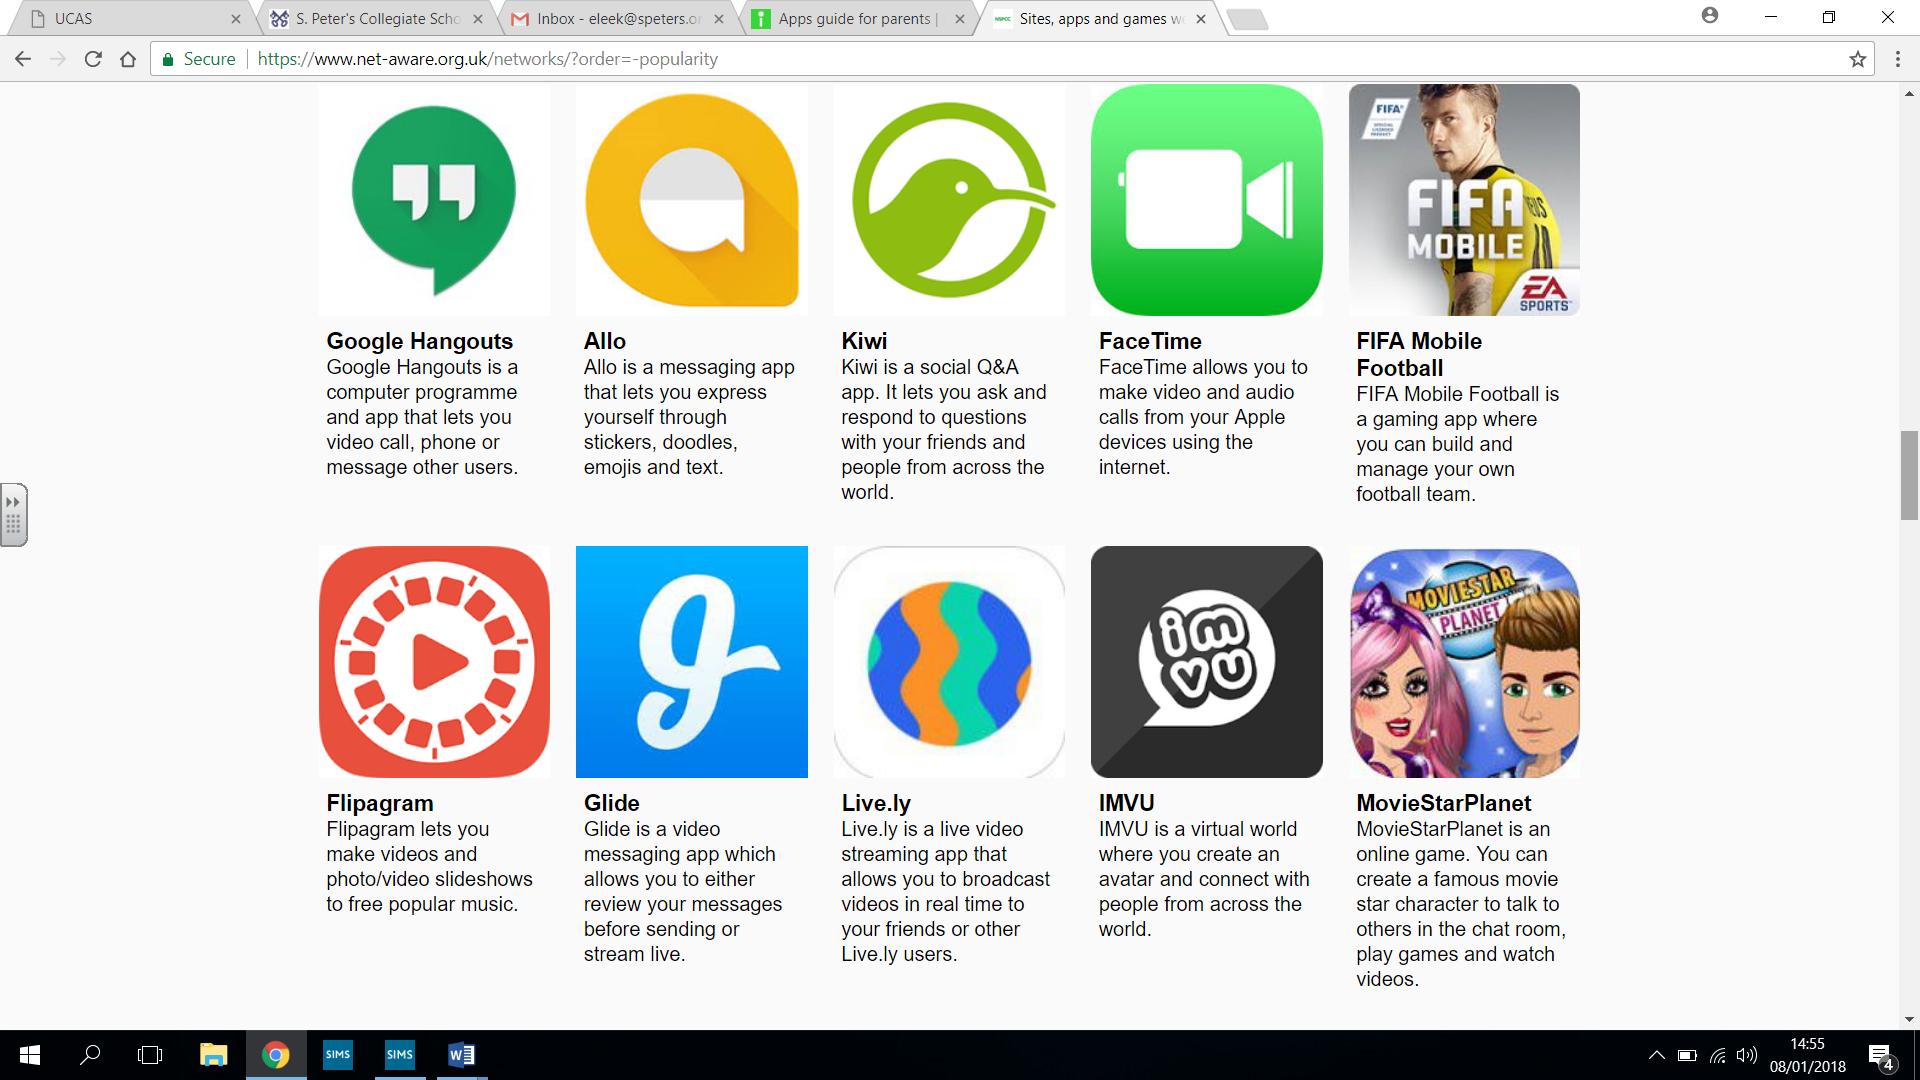 UCAS
S. Peter's Collegiate Scho
Inbox - eleek@speters.or
Apps guide for parents |
NSPCC
Sites, apps and games we
Secure
https://www.net-aware.org.uk/networks/?order=-popularity
FIFA
SPECIAL
LICENSED
PRODUCT
FIFA
MOBILE
EA
SPORTS
Google Hangouts
Google Hangouts is a
computer programme
and app that lets you
video call, phone or
message other users.
Allo
Allo is a messaging app
that lets you express
yourself through
stickers, doodles,
emojis and text.
Kiwi
Kiwi is a social Q&A
app. It lets you ask and
respond to questions
with your friends and
people from across the
world.
FaceTime
FaceTime allows you to
make video and audio
calls from your Apple
devices using the
internet.
FIFA Mobile
Football
FIFA Mobile Football is
a gaming app where
you can build and
manage your own
football team.
g
im
vu
MOVIESTAR
PLANET
Flipagram
Flipagram lets you
make videos and
photo/video slideshows
to free popular music.
Glide
Glide is a video
messaging app which
allows you to either
review your messages
before sending or
stream live.
Live.ly
Live.ly is a live video
streaming app that
allows you to broadcast
videos in real time to
your friends or other
Live.ly users.
IMVU
IMVU is a virtual world
where you create an
avatar and connect with
people from across the
world.
MovieStarPlanet
MovieStarPlanet is an
online game. You can
create a famous movie
star character to talk to
others in the chat room,
play games and watch
videos.
SIMS
SIMS
W
14:55
08/01/2018
4